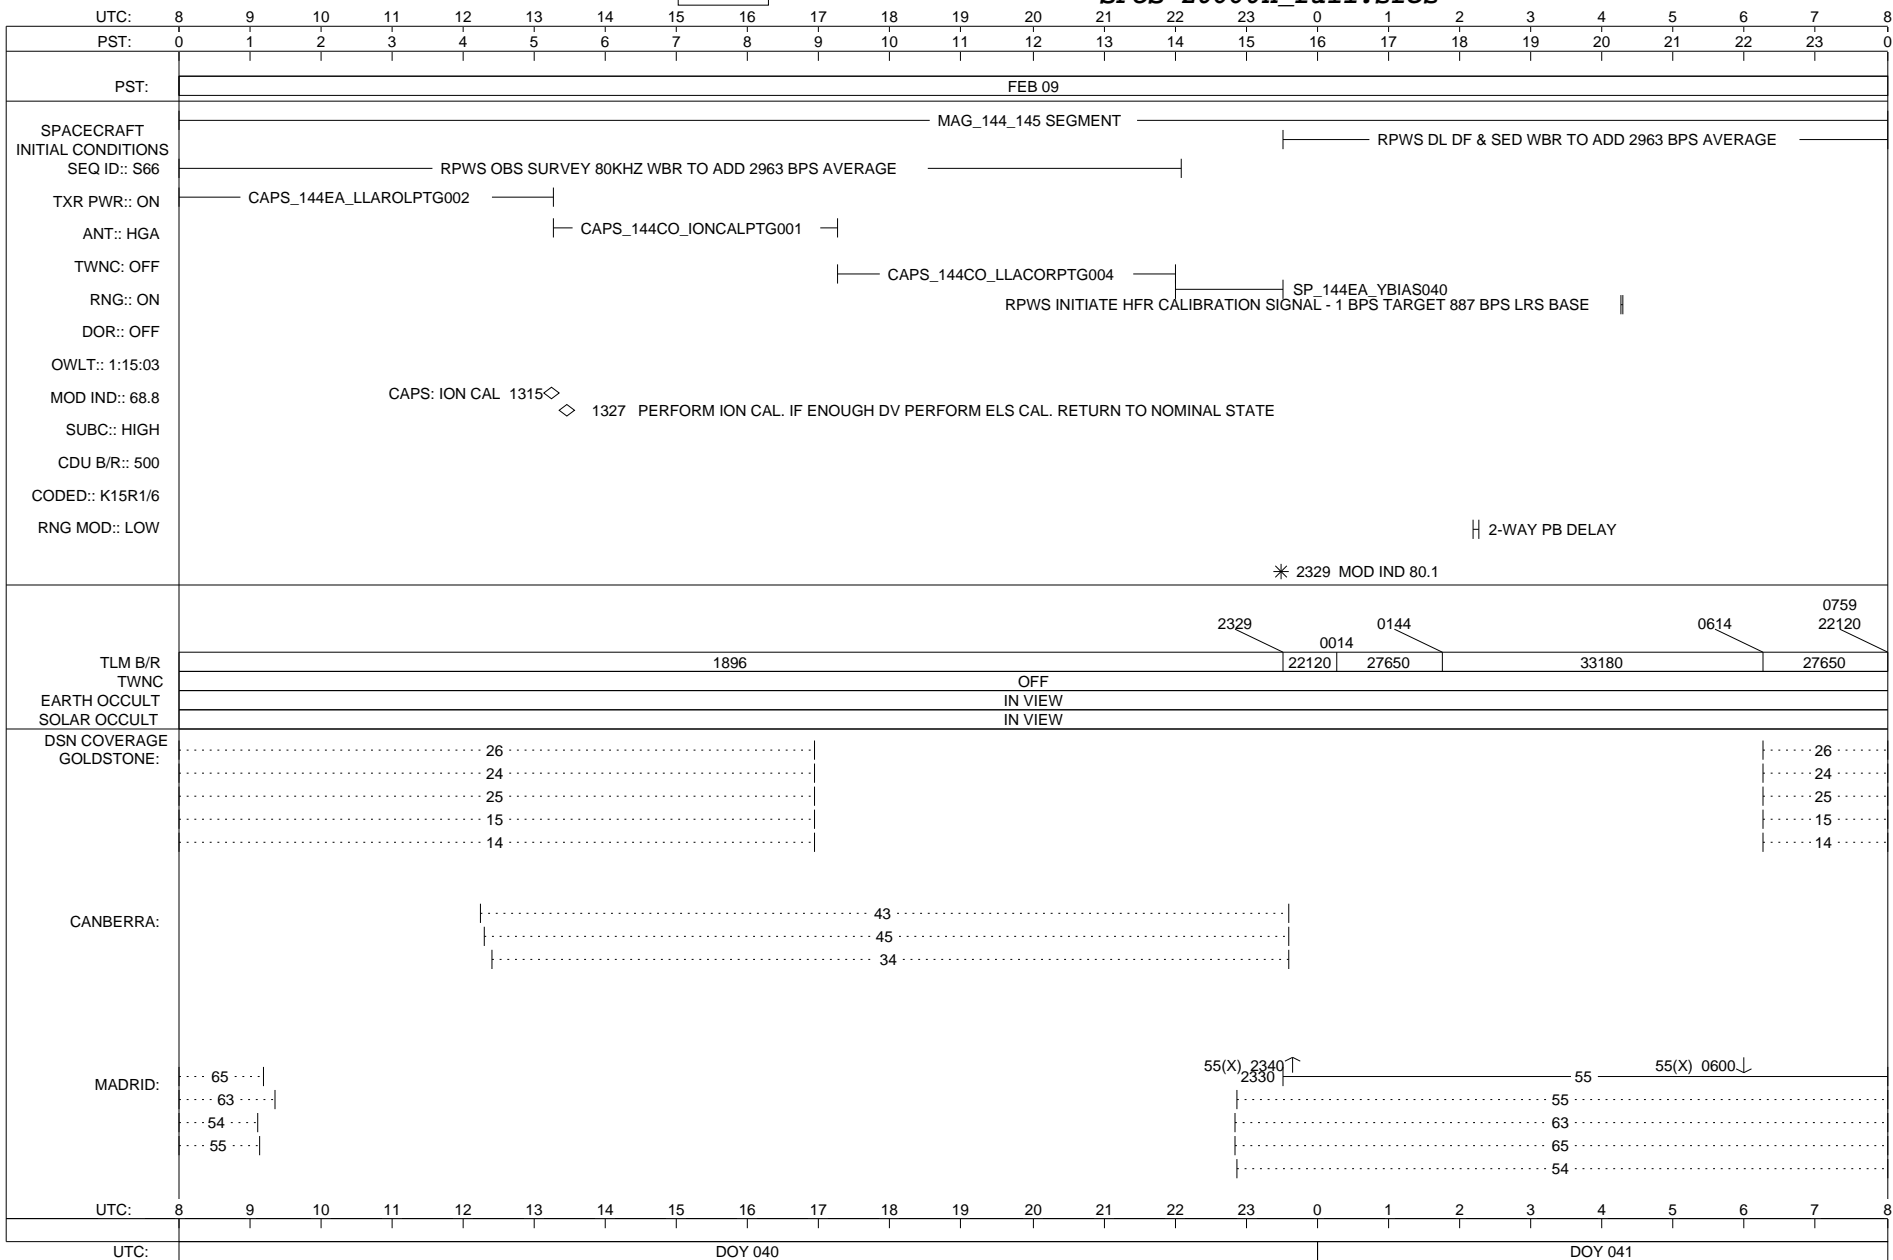 UTC: 8 9 10 11 12 13 14 15 16 17 18 19 20 21 22 23 0 1 2 3 4 5 6 7 8
PST: 0 1 2 3 4 5 6 7 8 9 10 11 12 13 14 15 16 17 18 19 20 21 22 23 0
PST: FEB 09
MAG_144_145 SEGMENT
SPACECRAFT
INITIAL CONDITIONS
RPWS DL DF & SED WBR TO ADD 2963 BPS AVERAGE
SEQ ID:: S66
RPWS OBS SURVEY 80KHZ WBR TO ADD 2963 BPS AVERAGE
TXR PWR:: ON
CAPS_144EA_LLAROLPTG002
ANT:: HGA
CAPS_144CO_IONCALPTG001
TWNC: OFF
CAPS_144CO_LLACORPTG004
RNG:: ON
SP_144EA_YBIAS040
RPWS INITIATE HFR CALIBRATION SIGNAL - 1 BPS TARGET 887 BPS LRS BASE
DOR:: OFF
OWLT:: 1:15:03
MOD IND:: 68.8
CAPS: ION CAL 1315
1327 PERFORM ION CAL. IF ENOUGH DV PERFORM ELS CAL. RETURN TO NOMINAL STATE
SUBC:: HIGH
CDU B/R:: 500
CODED:: K15R1/6
RNG MOD:: LOW
2-WAY PB DELAY
2329 MOD IND 80.1
0759
2329 0144 0614 22120
0014
TLM B/R 1896 22120 27650 33180 27650
TWNC OFF
EARTH OCCULT IN VIEW
SOLAR OCCULT IN VIEW
DSN COVERAGE
GOLDSTONE:
26 26
24 24
25 25
15 15
14 14
CANBERRA:
43
45
34
MADRID:
55(X) 2340 55(X) 0600
65 2330 55
63 55
54 63
55 65
54
UTC: 8 9 10 11 12 13 14 15 16 17 18 19 20 21 22 23 0 1 2 3 4 5 6 7 8
UTC: DOY 040 DOY 041